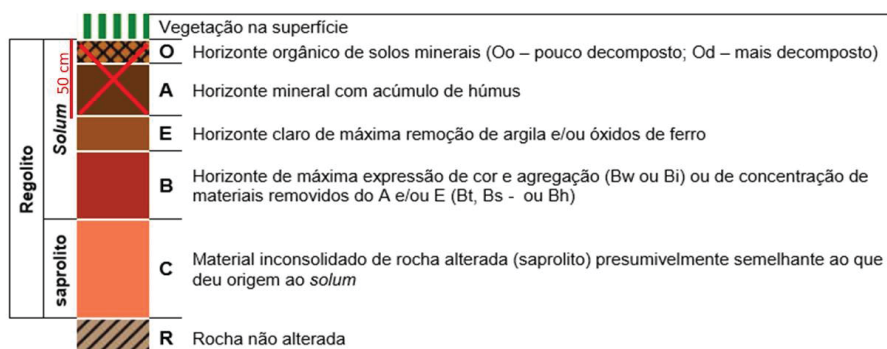 Vegetação na superfície
O Horizonte orgânico de solos minerais (Oo – pouco decomposto; Od – mais decomposto)
50 cm
A Horizonte mineral com acúmulo de húmus
Solum
E Horizonte claro de máxima remoção de argila e/ou óxidos de ferro
Regolito
B Horizonte de máxima expressão de cor e agregação (Bw ou Bi) ou de concentração de
materiais removidos do A e/ou E (Bt, Bs - ou Bh)
saprolito
C Material inconsolidado de rocha alterada (saprolito) presumivelmente semelhante ao que
deu origem ao solum
R Rocha não alterada